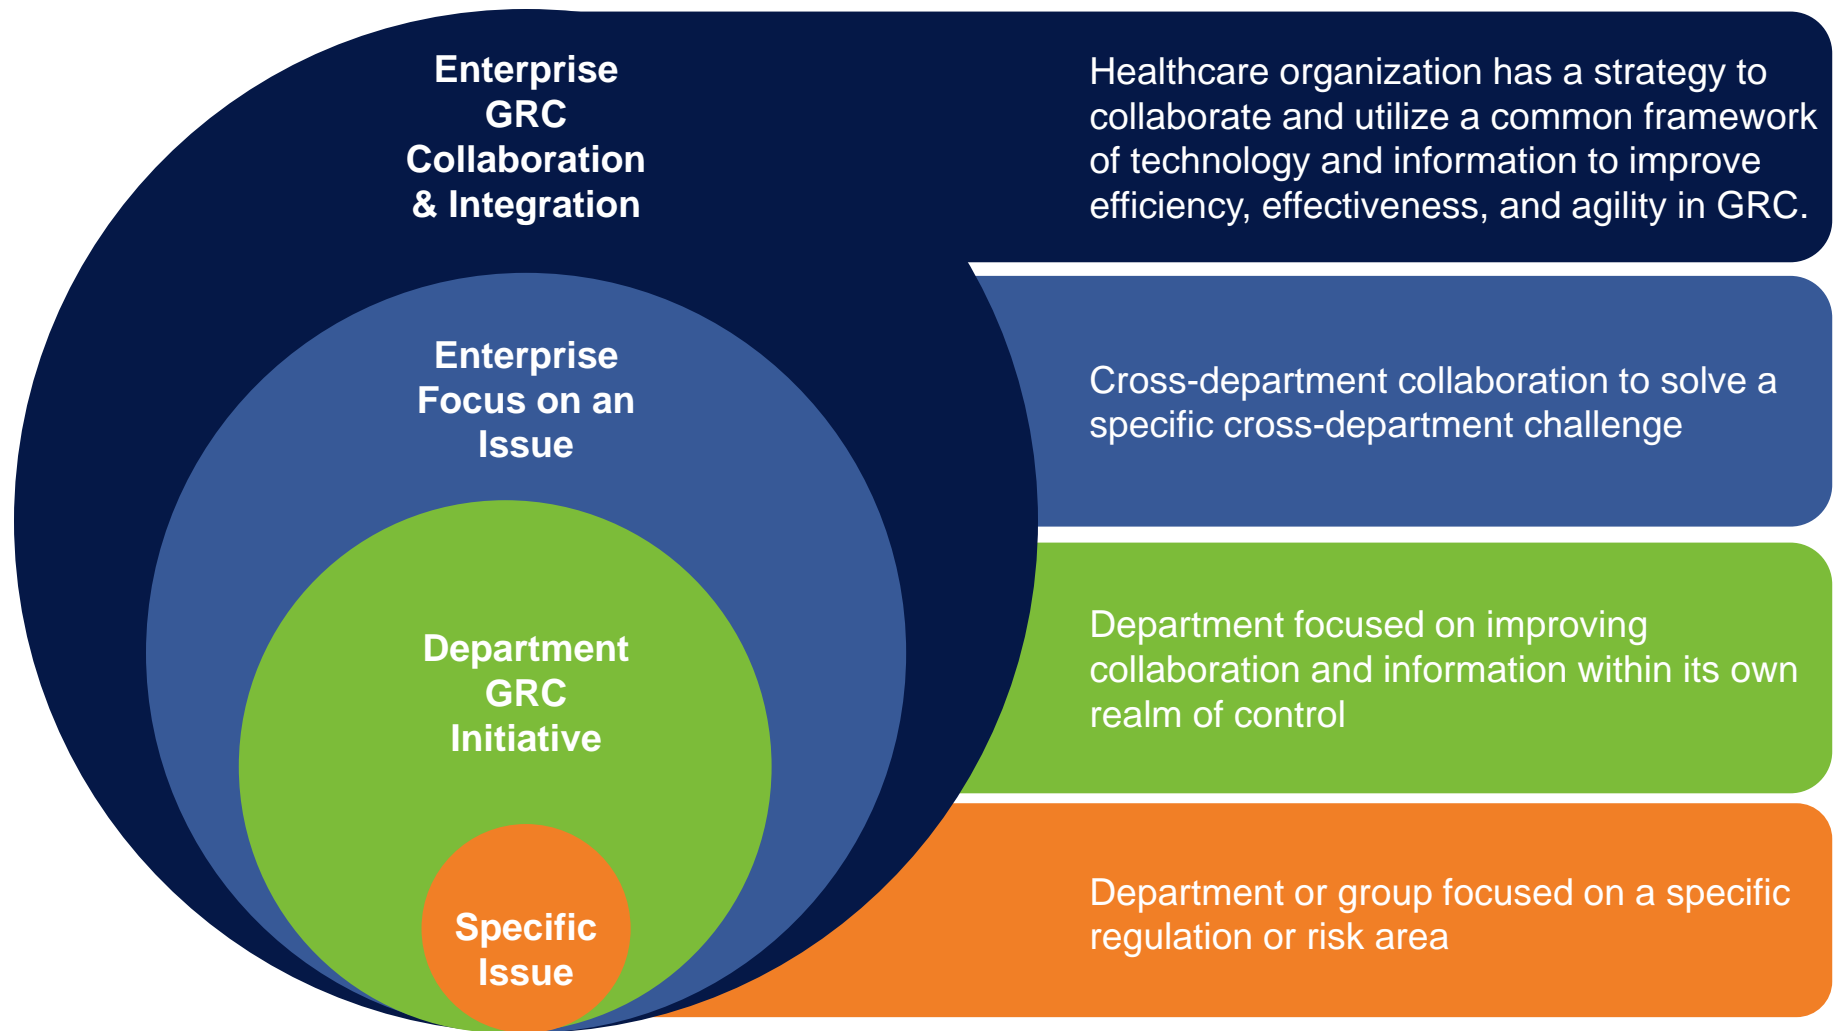 Enterprise
GRC
Collaboration
& Integration
Healthcare organization has a strategy to
collaborate and utilize a common framework
of technology and information to improve
efficiency, effectiveness, and agility in GRC.
Enterprise
Focus on an
Issue
Cross-department collaboration to solve a
specific cross-department challenge
Department
GRC
Initiative
Department focused on improving
collaboration and information within its own
realm of control
Specific
Issue
Department or group focused on a specific
regulation or risk area